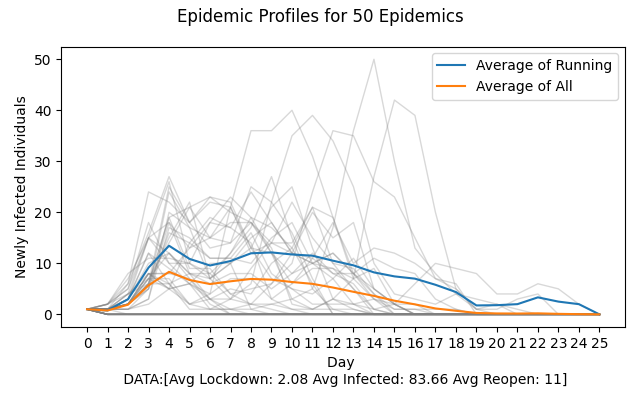 Epidemic Profiles for 50 Epidemics
Average of Running
Average of All
50
40
30
20
10
0
Newly Infected Individuals
0 1 2 3 4 5 6 7 8 9 10 11 12 13 14 15 16 17 18 19 20 21 22 23 24 25
Day
DATA:[Avg Lockdown: 2.08 Avg Infected: 83.66 Avg Reopen: 11]